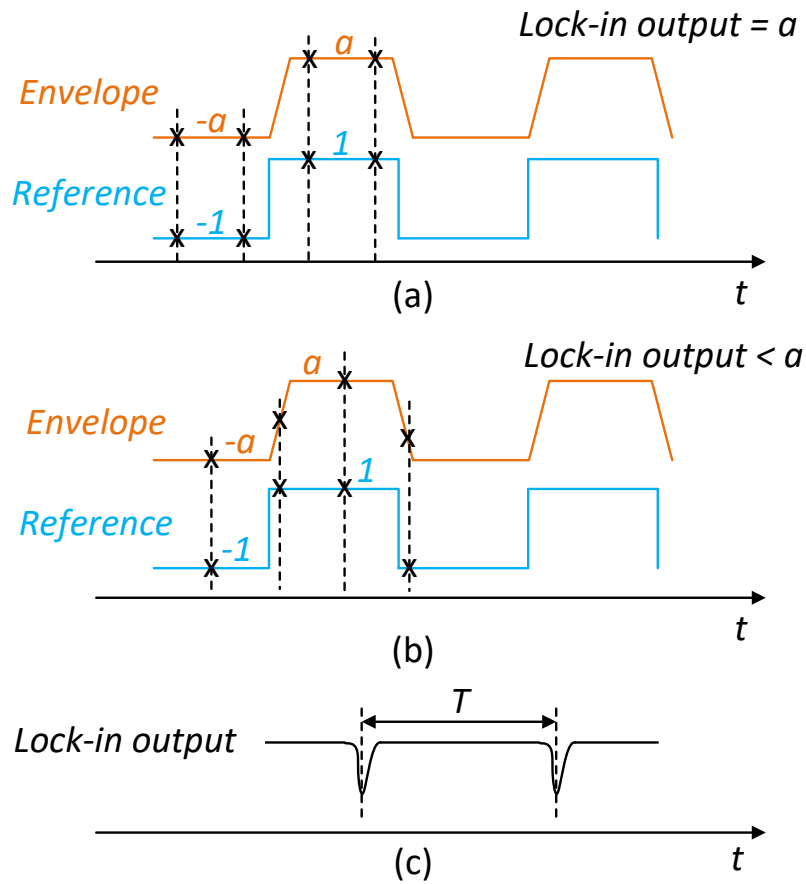 Lock-in output = a
a
Envelope
-a
1
Reference
-1
t
(a)
Lock-in output < a
a
Envelope
-a
1
Reference
-1
t
(b)
T
Lock-in output
t
(c)